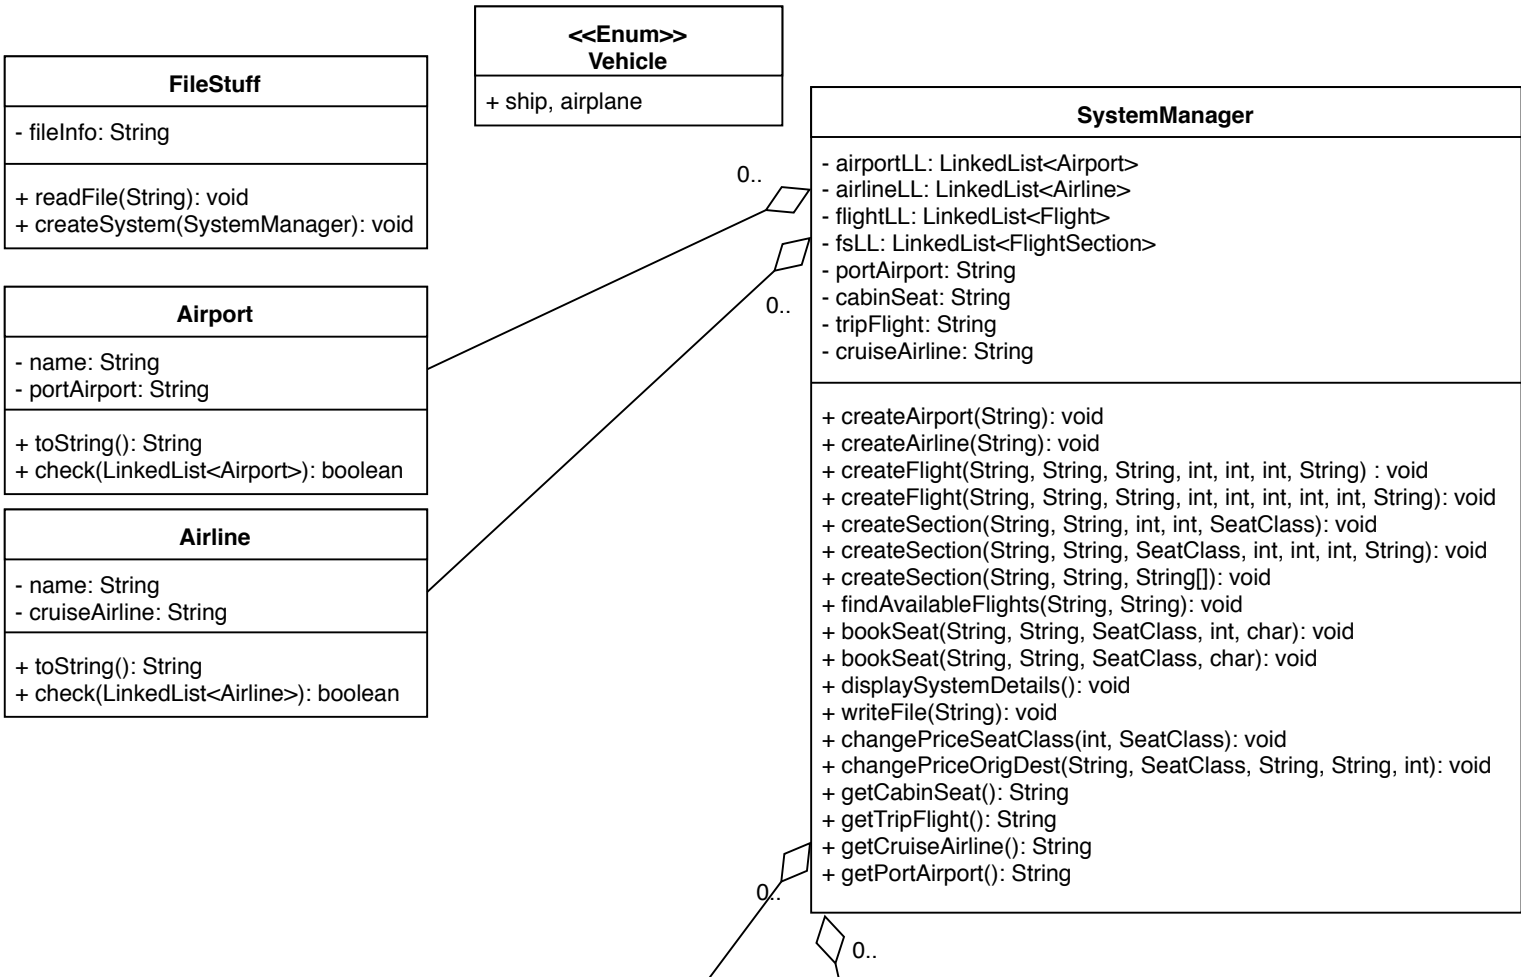 <<Enum>>
Vehicle
+ ship, airplane
FileStuff
- fileInfo: String
+ readFile(String): void
+ createSystem(SystemManager): void
Airport
- name: String
- portAirport: String
+ toString(): String
+ check(LinkedList<Airport>): boolean
Airline
- name: String
- cruiseAirline: String
+ toString(): String
+ check(LinkedList<Airline>): boolean
0..
0..
SystemManager
- airportLL: LinkedList<Airport>
- airlineLL: LinkedList<Airline>
- flightLL: LinkedList<Flight>
- fsLL: LinkedList<FlightSection>
- portAirport: String
- cabinSeat: String
- tripFlight: String
- cruiseAirline: String
+ createAirport(String): void
+ createAirline(String): void
+ createFlight(String, String, String, int, int, int, String) : void
+ createFlight(String, String, String, int, int, int, int, int, String): void
+ createSection(String, String, int, int, SeatClass): void
+ createSection(String, String, SeatClass, int, int, int, String): void
+ createSection(String, String, String[]): void
+ findAvailableFlights(String, String): void
+ bookSeat(String, String, SeatClass, int, char): void
+ bookSeat(String, String, SeatClass, char): void
+ displaySystemDetails(): void
+ writeFile(String): void
+ changePriceSeatClass(int, SeatClass): void
+ changePriceOrigDest(String, SeatClass, String, String, int): void
+ getCabinSeat(): String
+ getTripFlight(): String
+ getCruiseAirline(): String
+ getPortAirport(): String
0..
0..